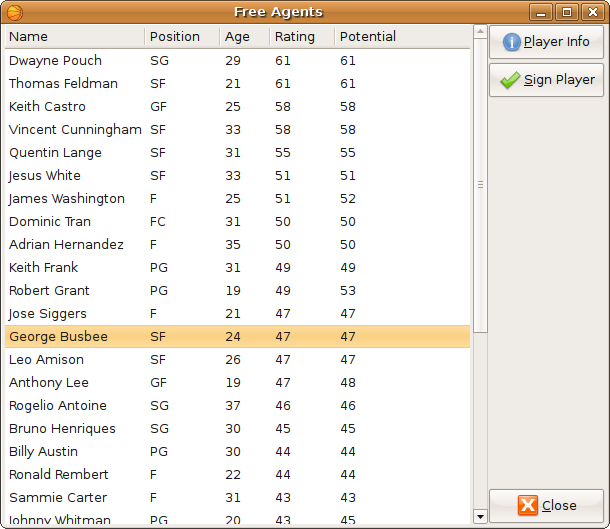 Free Agents
Name Position Age Rating Potential
Dwayne Pouch SG 29 61 61
Thomas Feldman SF 21 61 61
Keith Castro GF 25 58 58
Vincent Cunningham SF 33 58 58
Quentin Lange SF 31 55 55
Jesus White SF 33 51 51
James Washington F 25 51 52
Dominic Tran FC 31 50 50
Adrian Hernandez F 35 50 50
Keith Frank PG 31 49 49
Robert Grant PG 19 49 53
Jose Siggers F 21 47 47
George Busbee SF 24 47 47
Leo Amison SF 26 47 47
Anthony Lee GF 19 47 48
Rogelio Antoine SG 37 46 46
Bruno Henriques SG 30 45 45
Billy Austin PG 30 44 44
Ronald Rembert F 22 44 44
Sammie Carter F 31 43 43
Johnny Whitman PG 20 43 45
Player Info
Sign Player
Close